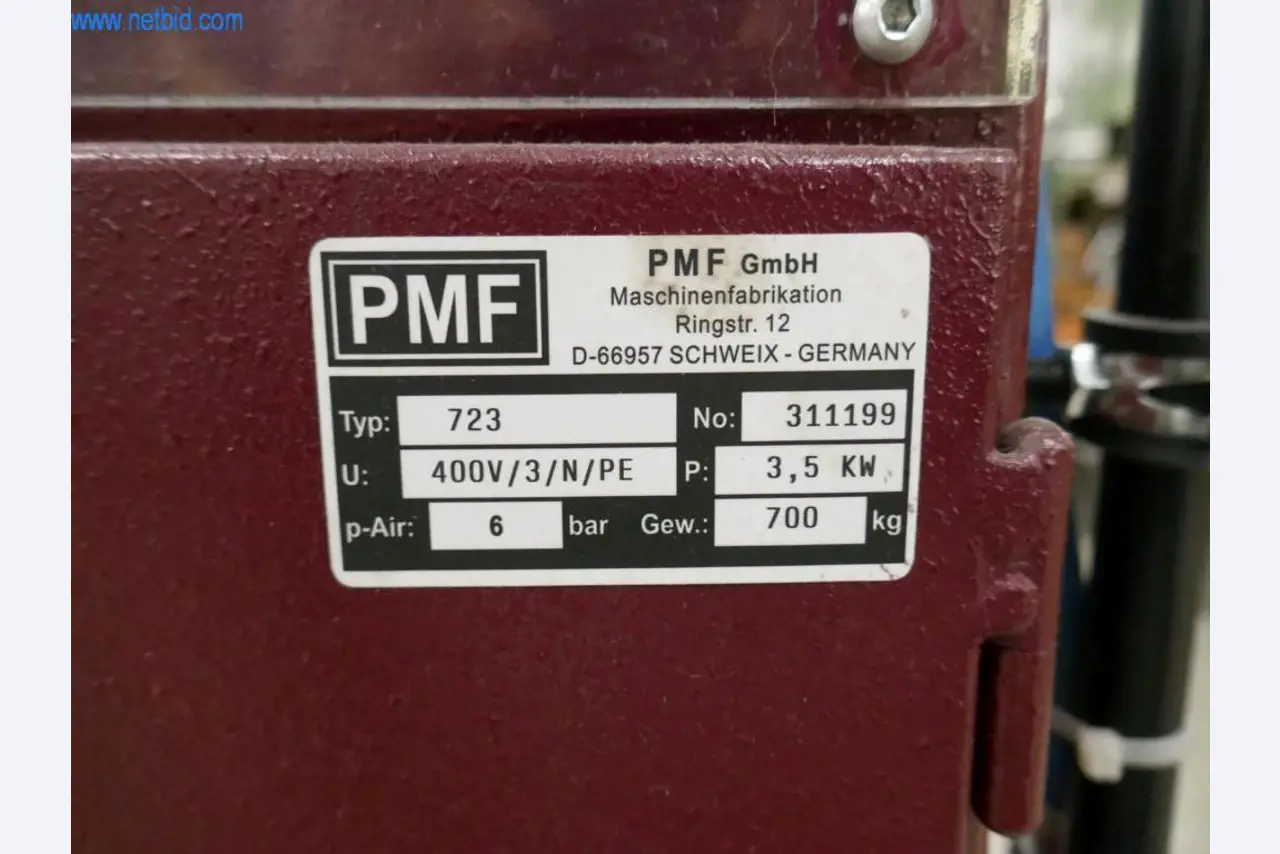 www.netbid.com
PMF
PMF GmbH
Maschinenfabrikation
Ringstr. 12
D-66957 SCHWEIX - GERMANY
Typ: 723 No: 311199
U: 400V/3/N/PE P: 3,5 KW
p-Air: 6 bar Gew.: 700 kg